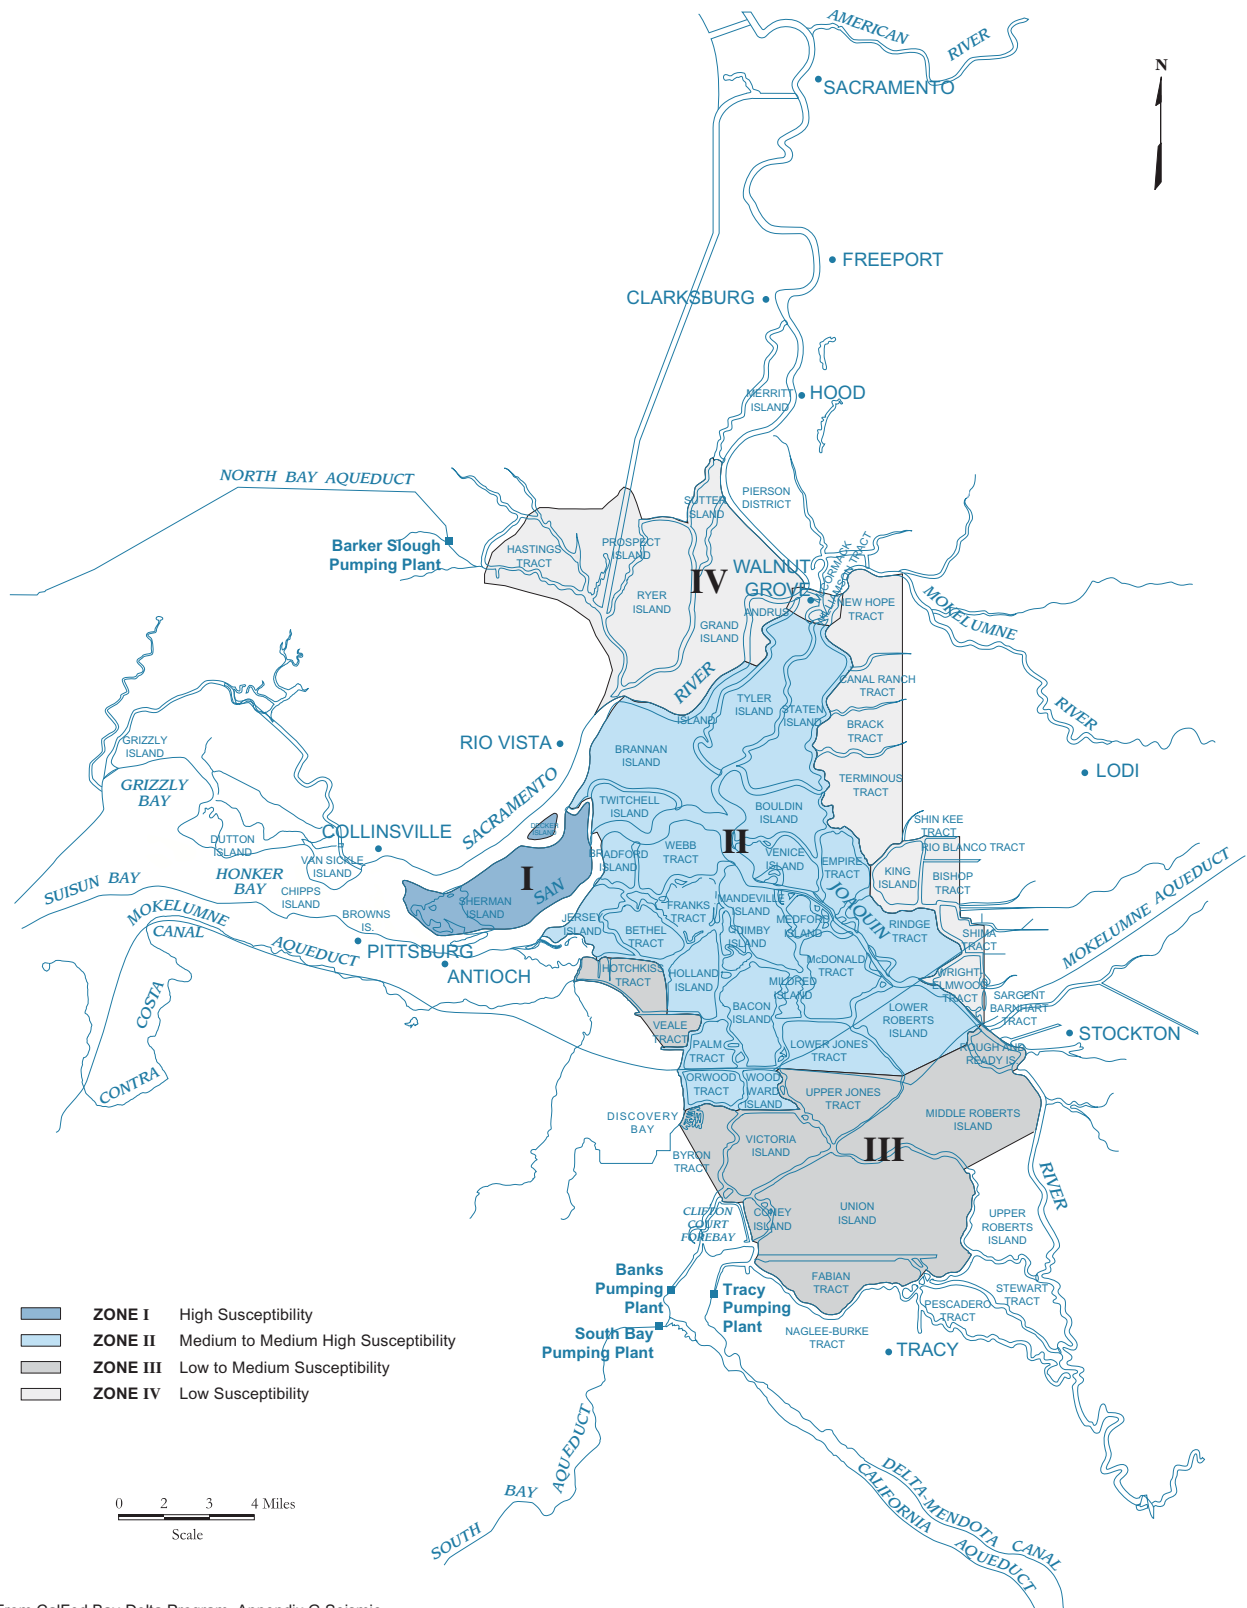 AMERICAN
RIVER
N
SACRAMENTO
FREEPORT
CLARKSBURG
MERRITT
ISLAND
HOOD
NORTH BAY AQUEDUCT
SUTTER
ISLAND
PIERSON
DISTRICT
Barker Slough
Pumping Plant
HASTINGS
TRACT
PROSPECT
ISLAND
IV
WALNUT
GROVE
McCORMACK
WILLIAMSON TRACT
RYER
ISLAND
GRAND
ISLAND
ANDRUS
ISLAND
NEW HOPE
TRACT
MOKELUMNE
RIVER
RIVER
CANAL RANCH
TRACT
TYLER
ISLAND
STATEN
ISLAND
BRACK
TRACT
RIO VISTA
BRANNAN
ISLAND
LODI
GRIZZLY
ISLAND
GRIZZLY
BAY
TERMINOUS
TRACT
SACRAMENTO
TWITCHELL
ISLAND
BOULDIN
ISLAND
DECKER
ISLAND
COLLINSVILLE
DUTTON
ISLAND
VAN SICKLE
ISLAND
HONKER
BAY
SUISUN BAY
CHIPPS
ISLAND
BROWNS
IS.
I
SHERMAN
ISLAND
SAN
II
BRADFORD
ISLAND
WEBB
TRACT
VENICE
ISLAND
EMPIRE
TRACT
SHIN KEE
TRACT
RIO BLANCO TRACT
KING
ISLAND
BISHOP
TRACT
JOAQUIN
MOKELUMNE AQUEDUCT
MOKELUMNE
CANAL
AQUEDUCT
PITTSBURG
ANTIOCH
JERSEY
ISLAND
FRANKS
TRACT
MANDEVILLE
ISLAND
BETHEL
TRACT
QUIMBY
ISLAND
MEDFORD
ISLAND
RINDGE
TRACT
SHIMA
TRACT
HOTCHKISS
TRACT
HOLLAND
ISLAND
McDONALD
TRACT
MILDRED
ISLAND
WRIGHT-
ELMWOOD
TRACT
SARGENT
BARNHART
TRACT
COSTA
CONTRA
BACON
ISLAND
LOWER
ROBERTS
ISLAND
VEALE
TRACT
PALM
TRACT
LOWER JONES
TRACT
STOCKTON
ROUGH AND
READY IS.
ORWOOD
TRACT
WOOD
WARD
ISLAND
UPPER JONES
TRACT
DISCOVERY
BAY
MIDDLE ROBERTS
ISLAND
VICTORIA
ISLAND
III
BYRON
TRACT
RIVER
CLIFTON
COURT
FOREBAY
CONEY
ISLAND
UNION
ISLAND
UPPER
ROBERTS
ISLAND
Banks
Pumping
Plant
Tracy
Pumping
Plant
FABIAN
TRACT
STEWART
TRACT
PESCADERO
TRACT
South Bay
Pumping Plant
NAGLEE-BURKE
TRACT
TRACY
ZONE I High Susceptibility
ZONE II Medium to Medium High Susceptibility
ZONE III Low to Medium Susceptibility
ZONE IV Low Susceptibility
SOUTH BAY AQUEDUCT
DELTA-MENDOTA CANAL
CALIFORNIA AQUEDUCT
0 2 3 4 Miles
Scale